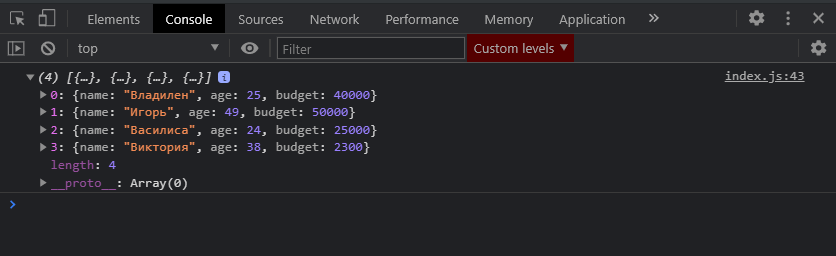 Elements Console Sources Network Performance Memory Application »
top Filter Custom levels
(4) [{…}, {…}, {…}, {…}] i index.js:43
0: {name: "Владилен", age: 25, budget: 40000}
1: {name: "Игорь", age: 49, budget: 50000}
2: {name: "Василиса", age: 24, budget: 25000}
3: {name: "Виктория", age: 38, budget: 2300}
length: 4
__proto__: Array(0)